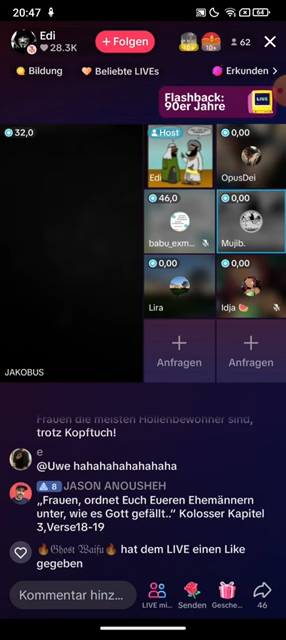 20:47
64
Edi
28.3K
+ Folgen
10+
10+
62
Bildung
Beliebte LIVEs
Erkunden >
Flashback:
90er Jahre
LIVE
32,0
Host
Edi
0,00
OpusDei
46,0
babu_exm...
0,00
Mujib.
0,00
Lira
0,00
Idja 🍉
JAKOBUS
Anfragen
Anfragen
Frauen die meisten Höllenbewohner sind,
trotz Kopftuch!
e
@Uwe hahahahahahahaha
8 JASON ANOUSHEH
„Frauen, ordnet Euch Eueren Ehemännern
unter, wie es Gott gefällt..“ Kolosser Kapitel
3,Verse18-19
🔥𝔊𝔥𝔬𝔰𝔱 𝔚𝔞𝔦𝔣𝔲🔥 hat dem LIVE einen Like
gegeben
Kommentar hinz...
LIVE mi...
Senden
Gesche...
46